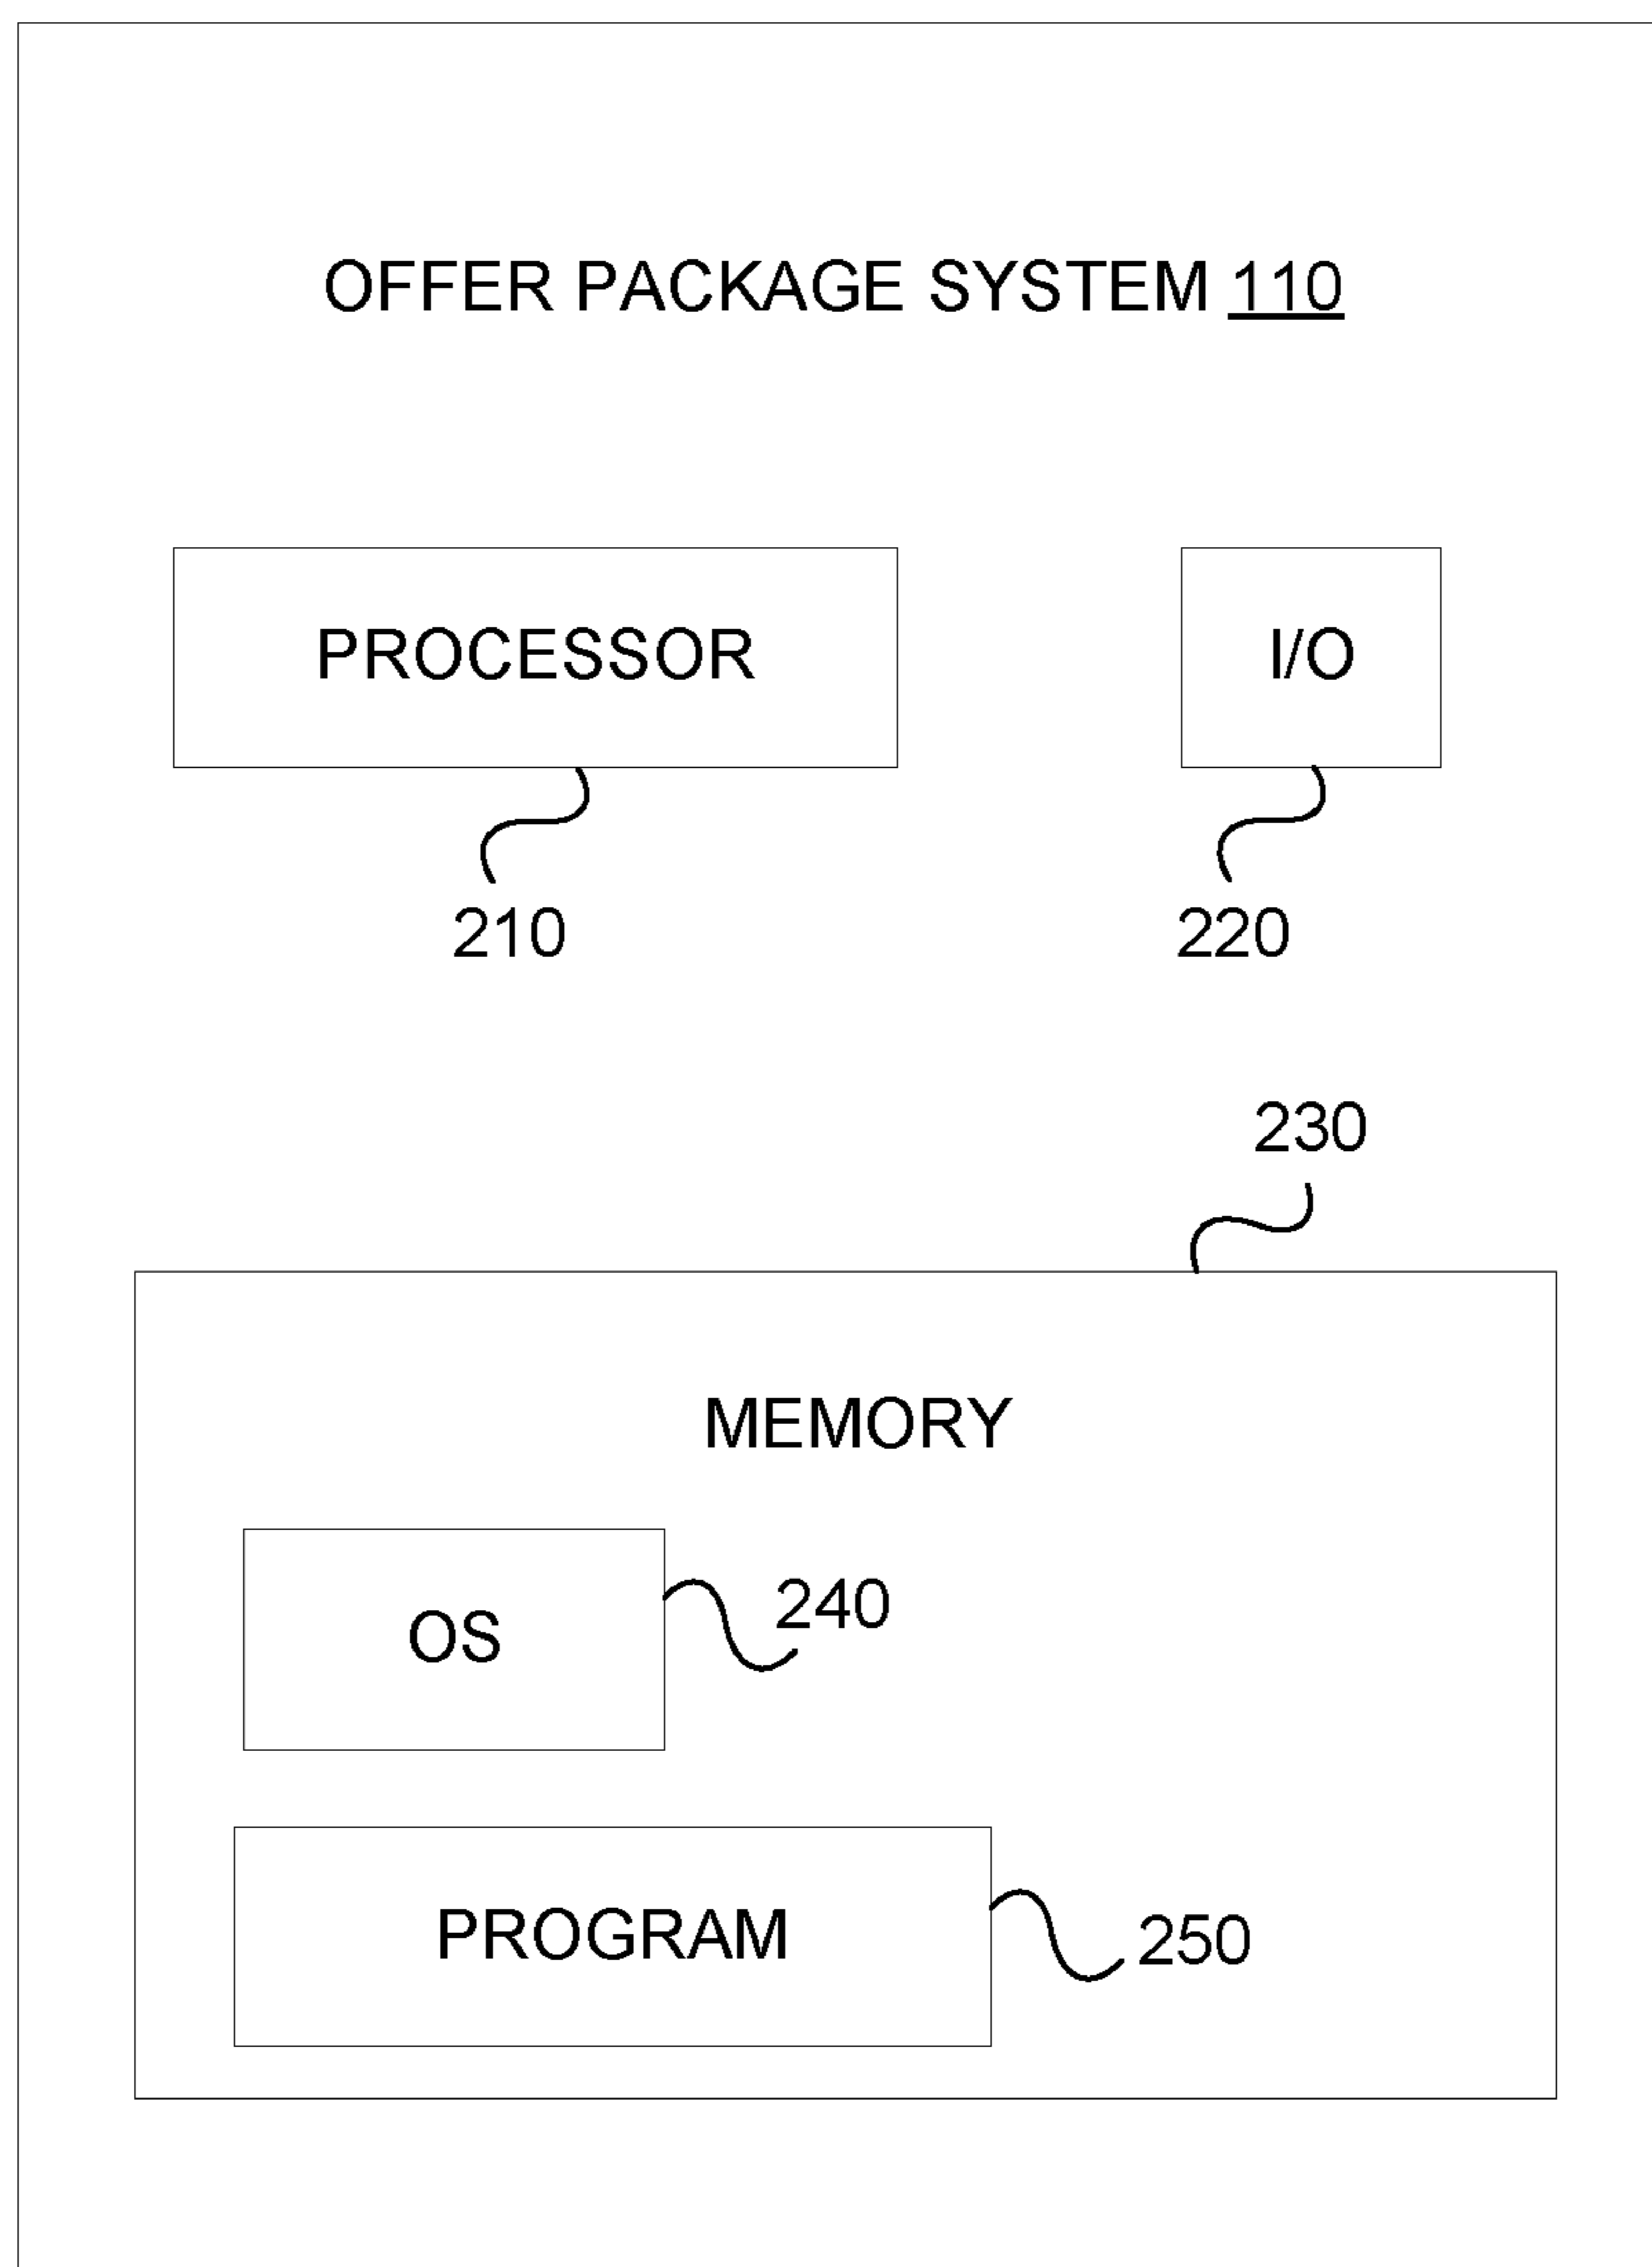 OFFER PACKAGE SYSTEM 110
PROCESSOR
I/O
210
220
230
MEMORY
OS
240
PROGRAM
250